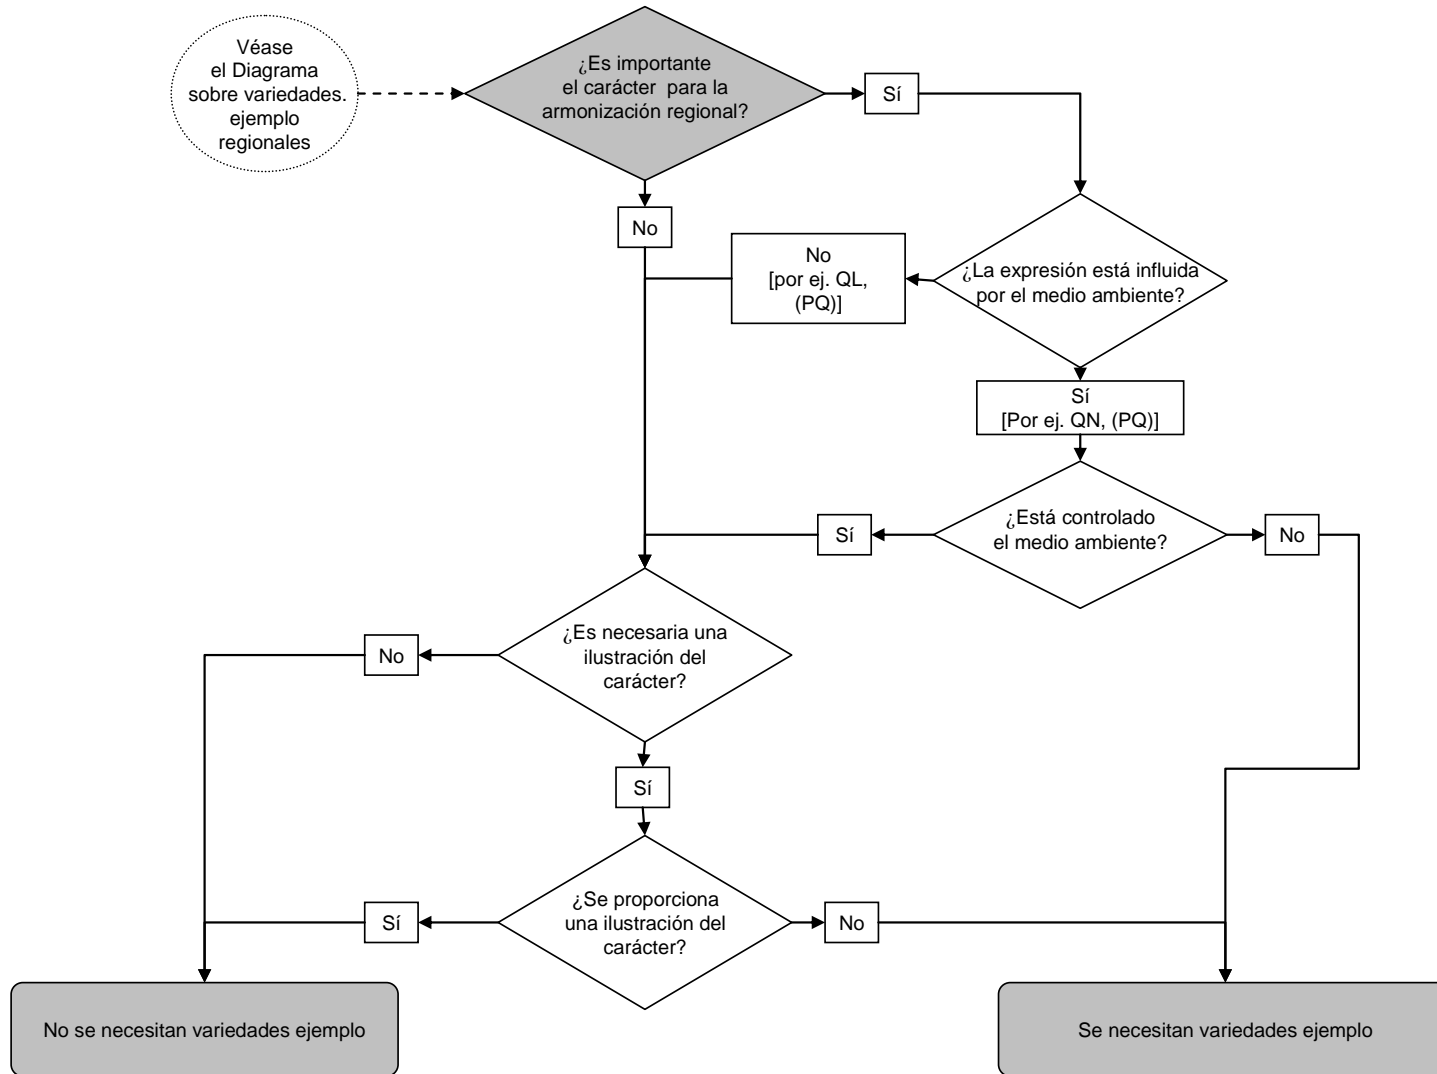 Véase
el Diagrama
sobre variedades.
ejemplo
regionales
¿Es importante
el carácter para la
armonización regional?
Sí
No
No
[por ej. QL,
(PQ)]
¿La expresión está influida
por el medio ambiente?
Sí
[Por ej. QN, (PQ)]
Sí
¿Está controlado
el medio ambiente?
No
No
¿Es necesaria una
ilustración del
carácter?
Sí
Sí
¿Se proporciona
una ilustración del
carácter?
No
No se necesitan variedades ejemplo
Se necesitan variedades ejemplo